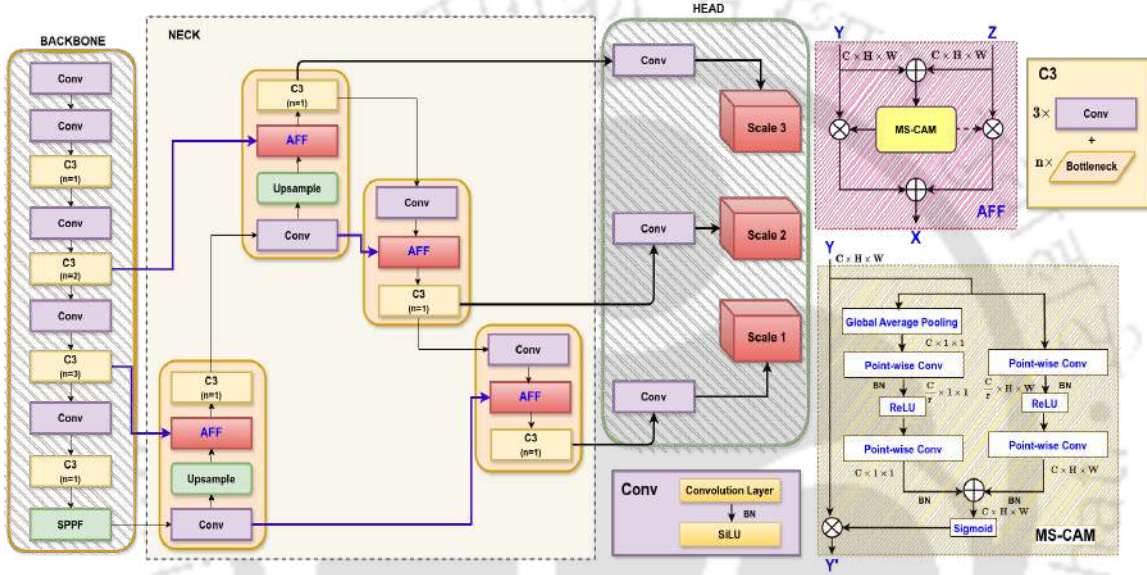 BACKBONE
Conv
Conv
C3
(n=1)
Conv
C3
(n=2)
Conv
C3
(n=3)
Conv
C3
(n=1)
SPPF
NECK
C3
(n=1)
AFF
Upsample
Conv
C3
(n=1)
AFF
Upsample
Conv
Conv
AFF
C3
(n=1)
Conv
AFF
C3
(n=1)
HEAD
Conv
Scale 3
Conv
Scale 2
Scale 1
Conv
Conv
Convolution Layer
BN
SiLU
Y Z
C × H × W C × H × W
MS-CAM
AFF
X
C3
3× Conv
+
n× Bottleneck
Y
C × H × W
Global Average Pooling
C × 1 × 1
Point-wise Conv Point-wise Conv
BN C/r × 1 × 1 C/r × H × W BN
ReLU ReLU
Point-wise Conv Point-wise Conv
C × 1 × 1 C × H × W
BN BN
C × H × W
Sigmoid
MS-CAM
Y'